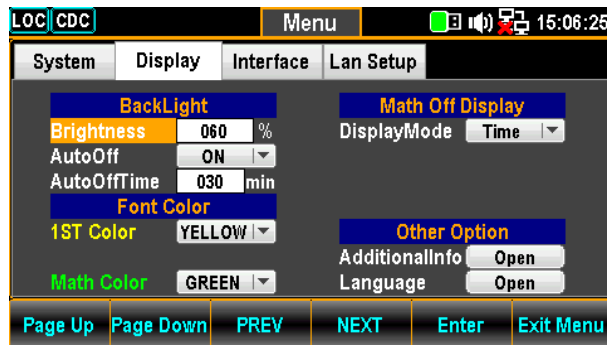 LOC CDC Menu 15:06:25
System Display Interface Lan Setup
BackLight
Brightness 060 %
AutoOff ON
AutoOffTime 030 min
Font Color
1ST Color YELLOW
Math Color GREEN
Math Off Display
DisplayMode Time
Other Option
AdditionalInfo Open
Language Open
Page Up Page Down PREV NEXT Enter Exit Menu